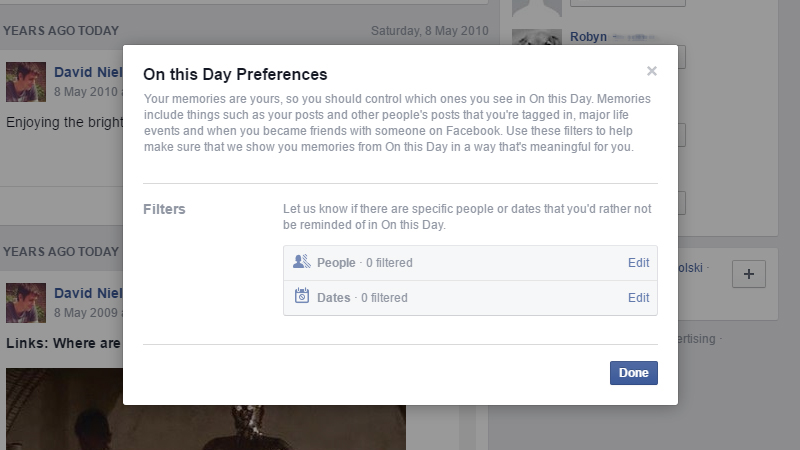 YEARS AGO TODAY
Saturday, 8 May 2010
Robyn
David Niel
8 May 2010 a
Enjoying the bright
On this Day Preferences
×
Your memories are yours, so you should control which ones you see in On this Day. Memories
include things such as your posts and other people's posts that you're tagged in, major life
events and when you became friends with someone on Facebook. Use these filters to help
make sure that we show you memories from On this Day in a way that's meaningful for you.
Filters
Let us know if there are specific people or dates that you'd rather not
be reminded of in On this Day.
People · 0 filtered
Edit
Dates · 0 filtered
Edit
Done
YEARS AGO TODAY
David Niel
8 May 2009 a
Links: Where are
olski ·
+
ertising ·